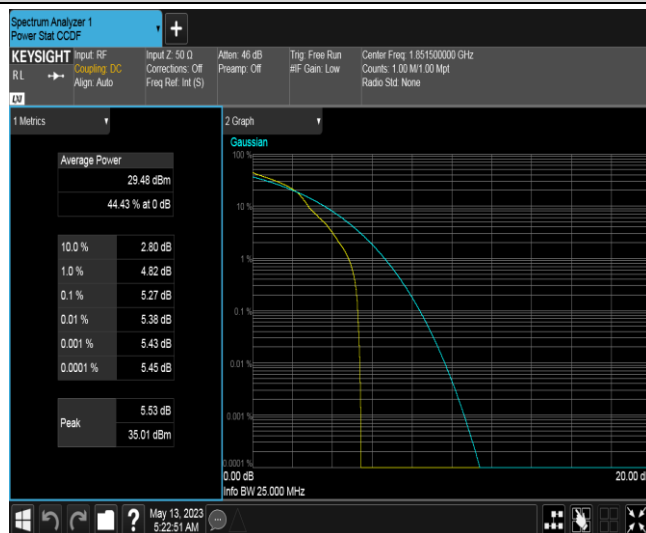 Spectrum Analyzer 1
Power Stat CCDF
KEYSIGHT
RL
LXI
Input: RF
Coupling: DC
Align: Auto
Input Z: 50 Ω
Corrections: Off
Freq Ref: Int (S)
Atten: 46 dB
Preamp: Off
Trig: Free Run
#IF Gain: Low
Center Freq: 1.851500000 GHz
Counts: 1.00 M/1.00 Mpt
Radio Std: None
1 Metrics
Average Power
29.48 dBm
44.43 % at 0 dB
10.0 % 2.80 dB
1.0 % 4.82 dB
0.1 % 5.27 dB
0.01 % 5.38 dB
0.001 % 5.43 dB
0.0001 % 5.45 dB
Peak
5.53 dB
35.01 dBm
2 Graph
Gaussian
100 %
10 %
1 %
0.1 %
0.01 %
0.001 %
0.0001 %
0.00 dB
20.00 d
Info BW 25.000 MHz
?
May 13, 2023
5:22:51 AM